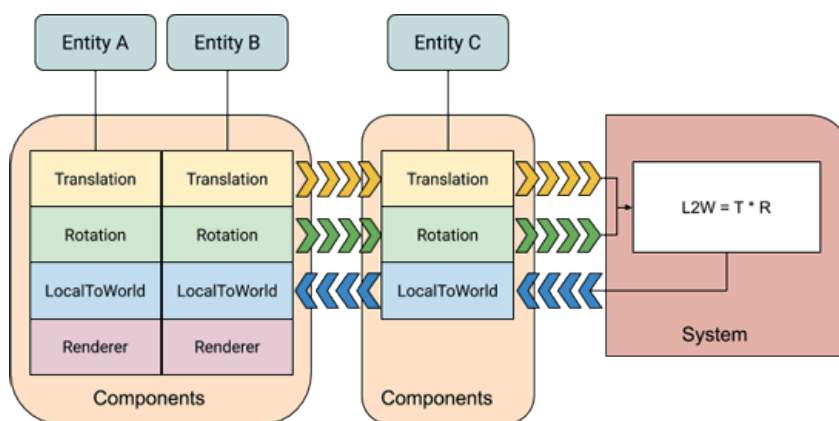 Entity A
Entity B
Entity C
Translation
Translation
Translation
L2W = T * R
Rotation
Rotation
Rotation
LocalToWorld
LocalToWorld
LocalToWorld
System
Renderer
Renderer
Components
Components